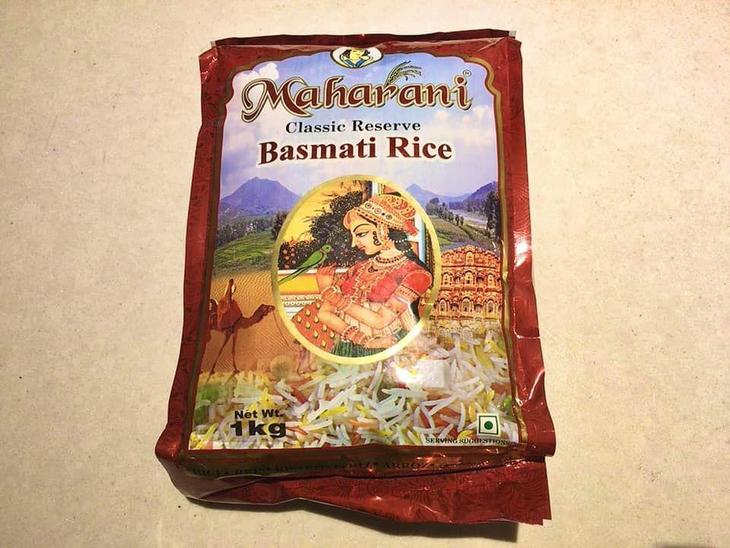 Maharani®
Classic Reserve
Basmati Rice
Net Wt.
1kg
SERVING SUGGESTION